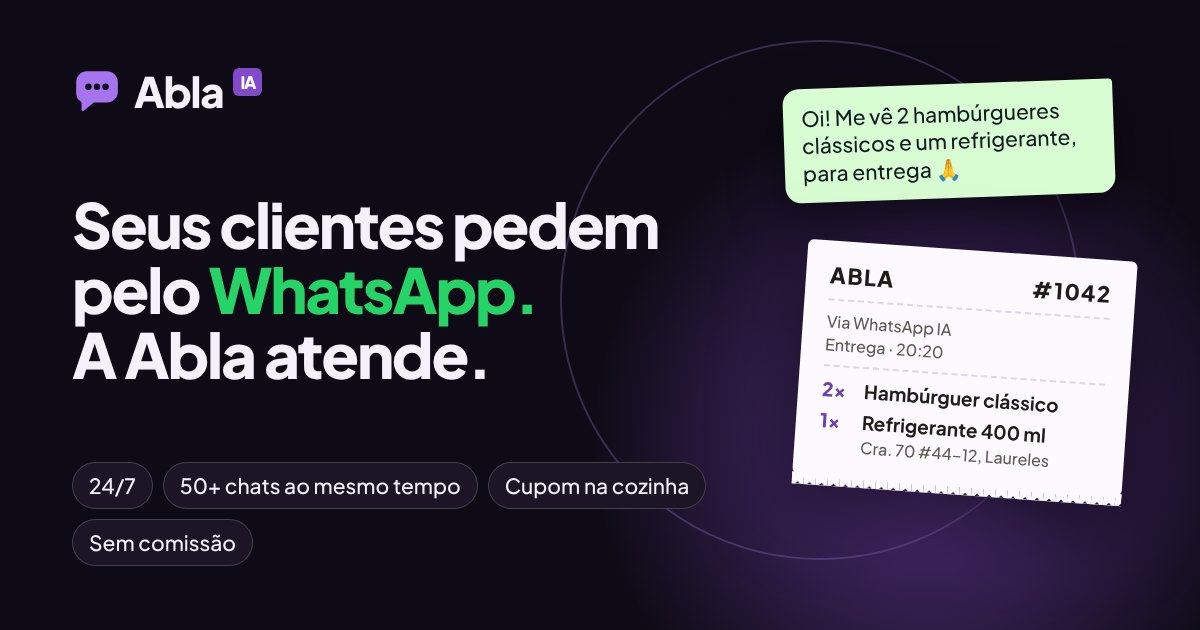 Abla IA
Seus clientes pedem
pelo WhatsApp.
A Abla atende.
24/7
50+ chats ao mesmo tempo
Cupom na cozinha
Sem comissão
Oi! Me vê 2 hambúrgueres
clássicos e um refrigerante,
para entrega 🙏
ABLA #1042
Via WhatsApp IA
Entrega · 20:20
2× Hambúrguer clássico
1× Refrigerante 400 ml
Cra. 70 #44–12, Laureles